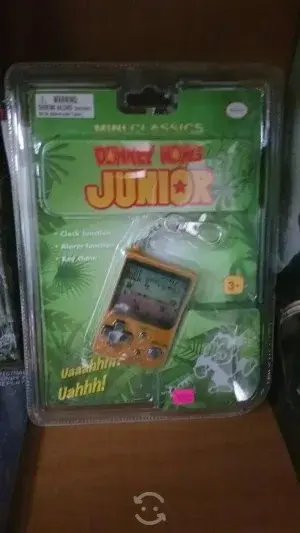 WARNING:
MINI CLASSICS
DONKEY KONG
JUNIOR
• Clock function
• Alarm function
• Key chain
3+
Uaaahhh!
Uahhh!